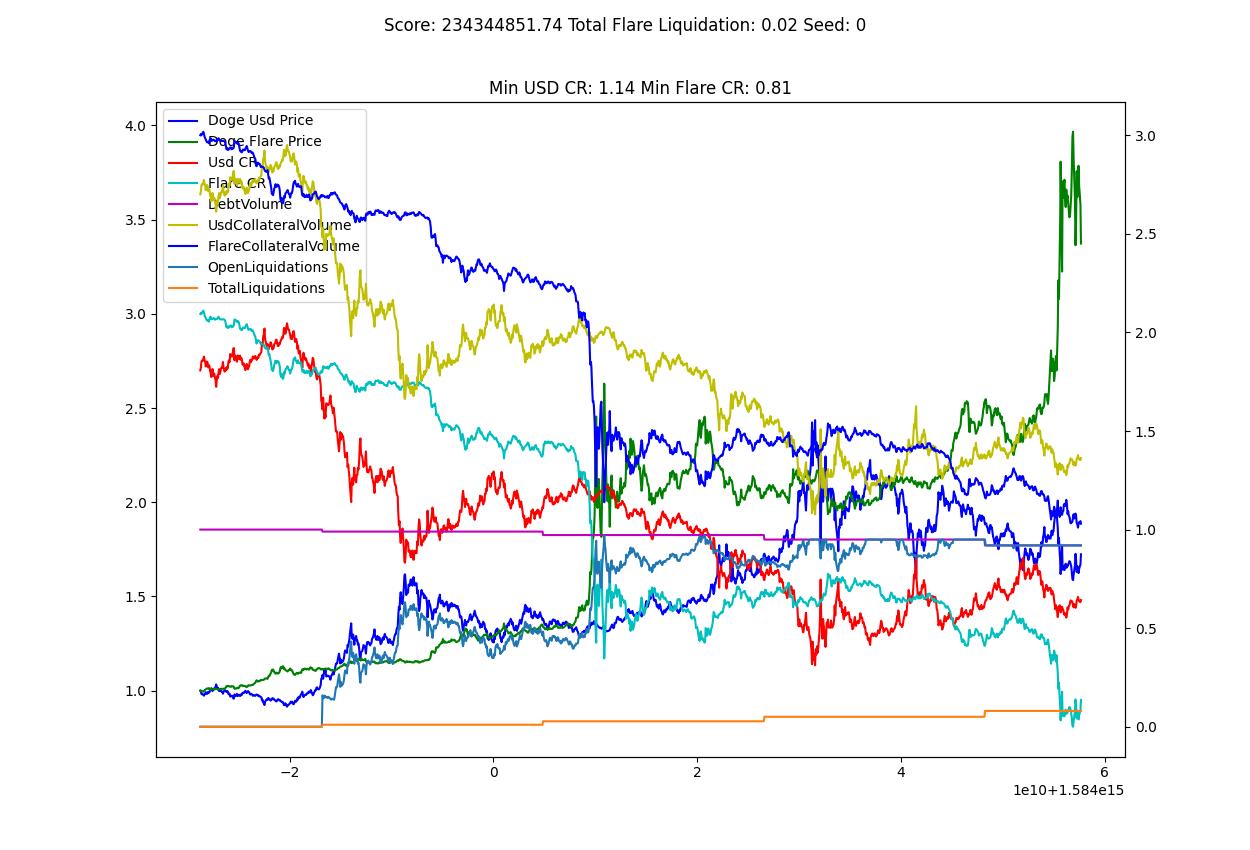 Score: 234344851.74 Total Flare Liquidation: 0.02 Seed: 0
Min USD CR: 1.14 Min Flare CR: 0.81
Doge Usd Price
Doge Flare Price
Usd CR
Flare CR
DebtVolume
UsdCollateralVolume
FlareCollateralVolume
OpenLiquidations
TotalLiquidations
4.0
3.5
3.0
2.5
2.0
1.5
1.0
3.0
2.5
2.0
1.5
1.0
0.5
0.0
−2
0
2
4
6
1e10+1.584e15